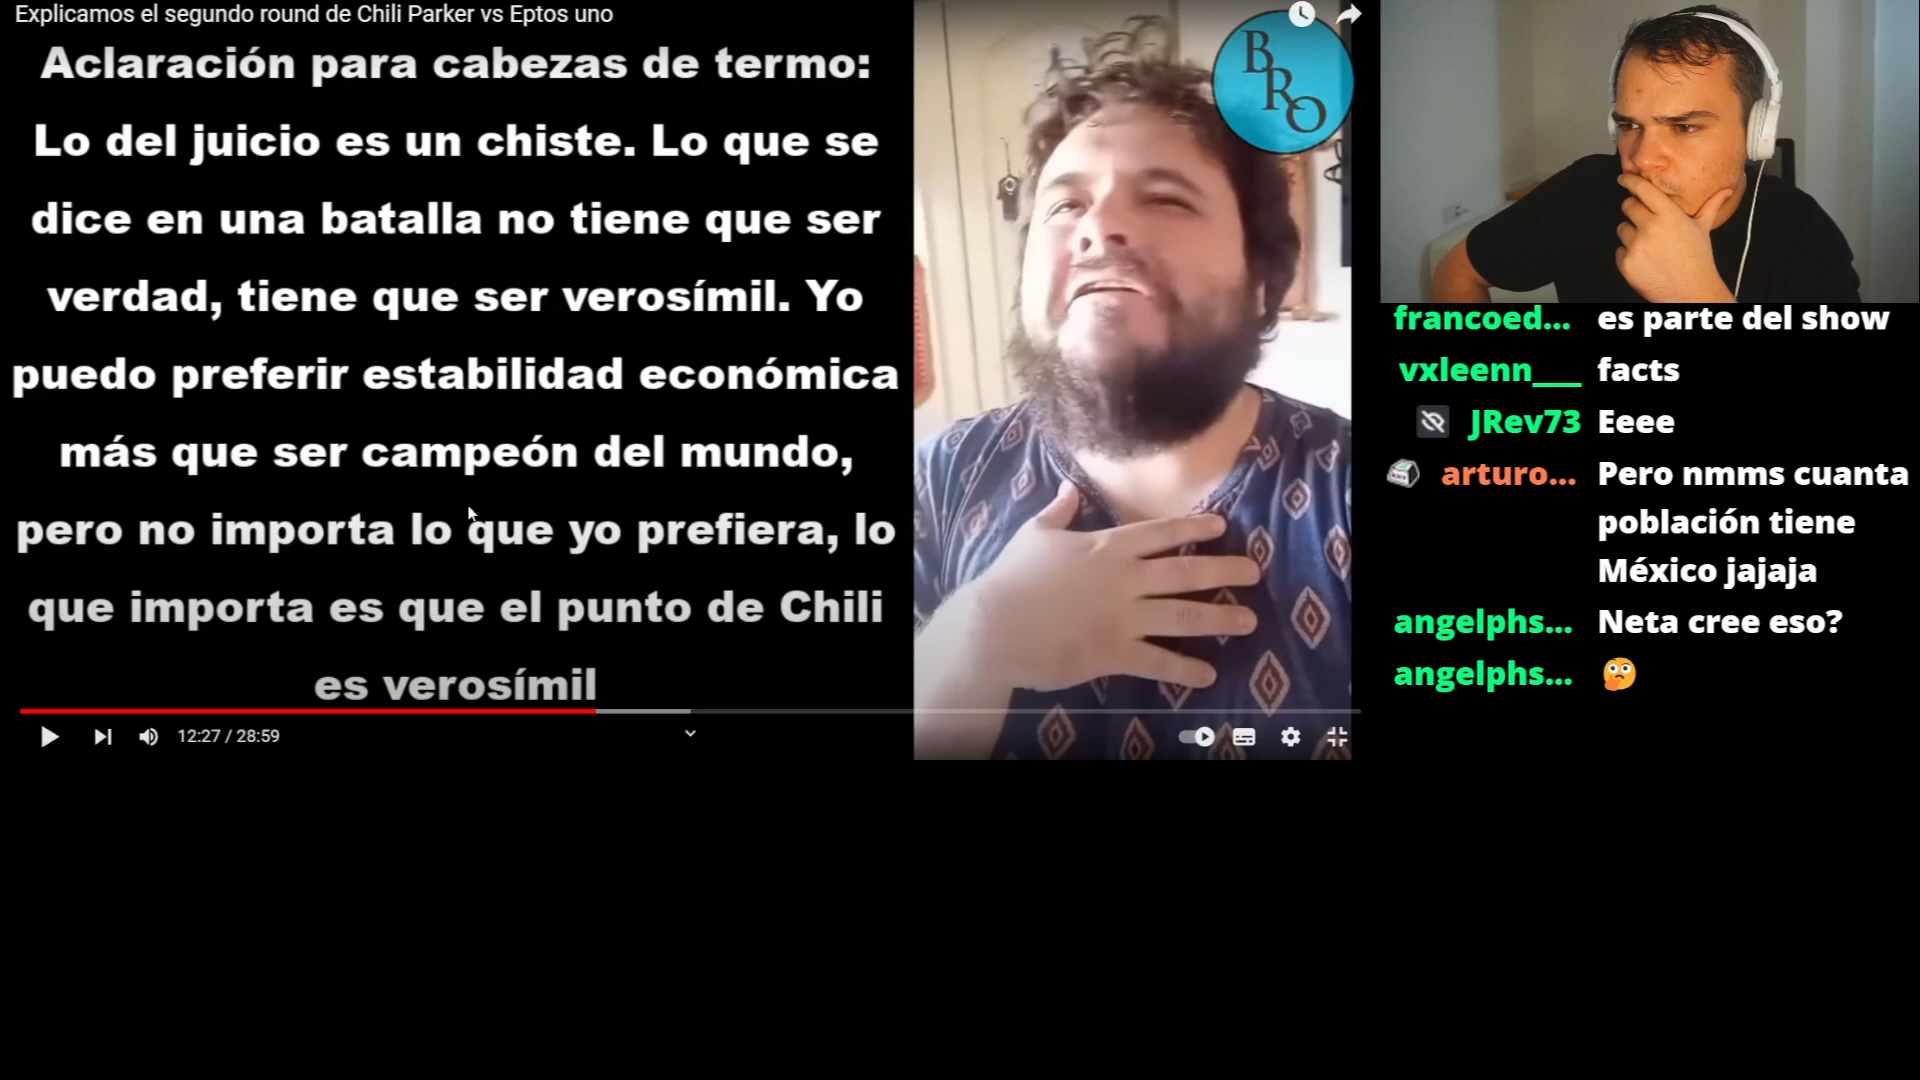 Explicamos el segundo round de Chili Parker vs Eptos uno
Aclaración para cabezas de termo:
Lo del juicio es un chiste. Lo que se
dice en una batalla no tiene que ser
verdad, tiene que ser verosímil. Yo
puedo preferir estabilidad económica
más que ser campeón del mundo,
pero no importa lo que yo prefiera, lo
que importa es que el punto de Chili
es verosímil
12:27 / 28:59
BRO
francoed... es parte del show
vxleenn___ facts
JRev73 Eeee
arturo... Pero nmms cuanta
población tiene
México jajaja
angelphs... Neta cree eso?
angelphs... 🤔